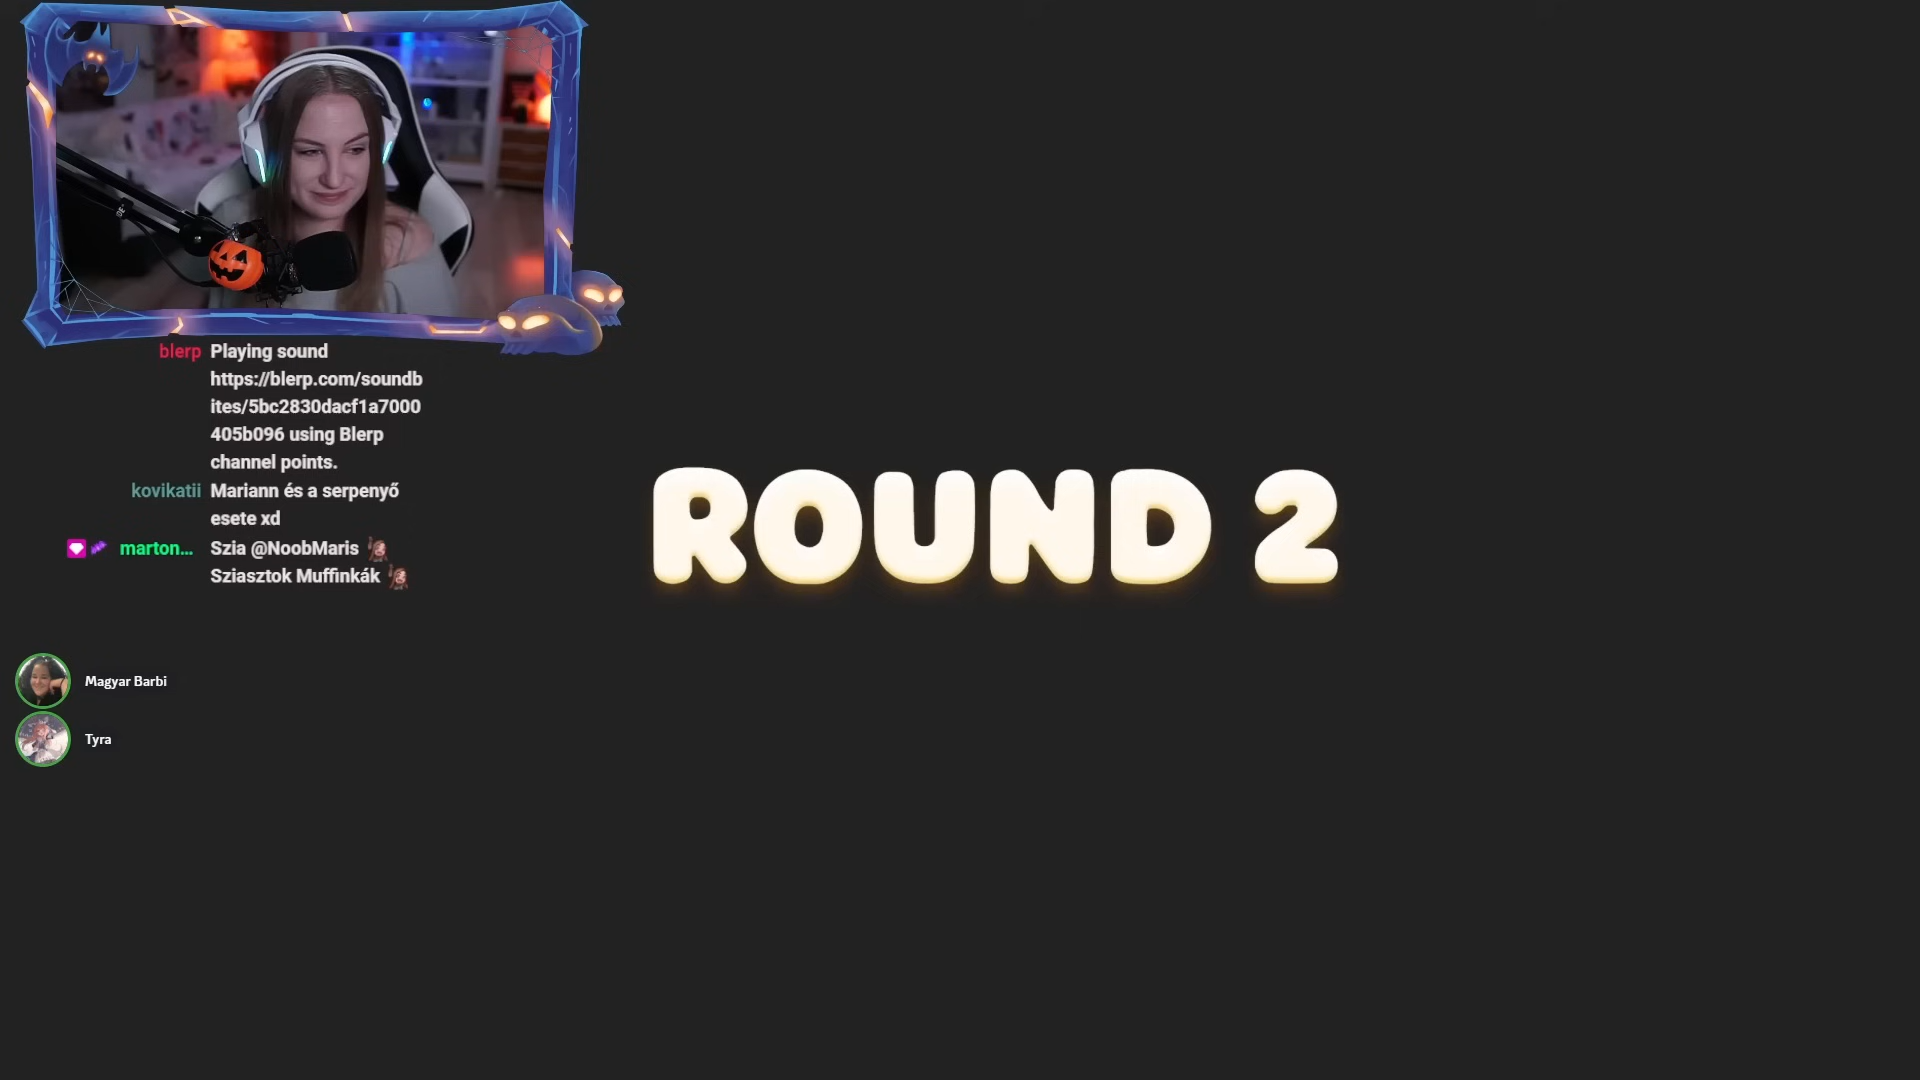 blerp Playing sound
https://blerp.com/soundb
ites/5bc2830dacf1a7000
405b096 using Blerp
channel points.
kovikatii Mariann és a serpenyő
esete xd
marton... Szia @NoobMaris
Sziasztok Muffinkák
ROUND 2
Magyar Barbi
Tyra